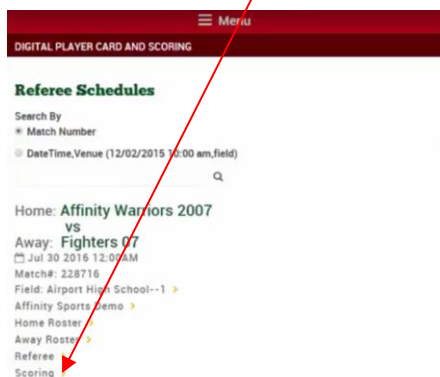 Menu
DIGITAL PLAYER CARD AND SCORING
Referee Schedules
Search By
Match Number
DateTime,Venue (12/02/2015 10:00 am,field)
Home: Affinity Warriors 2007
vs
Away: Fighters 07
Jul 30 2016 12:00AM
Match#: 228716
Field: Airport High School--1 >
Affinity Sports Demo >
Home Roster >
Away Roster >
Referee >
Scoring >